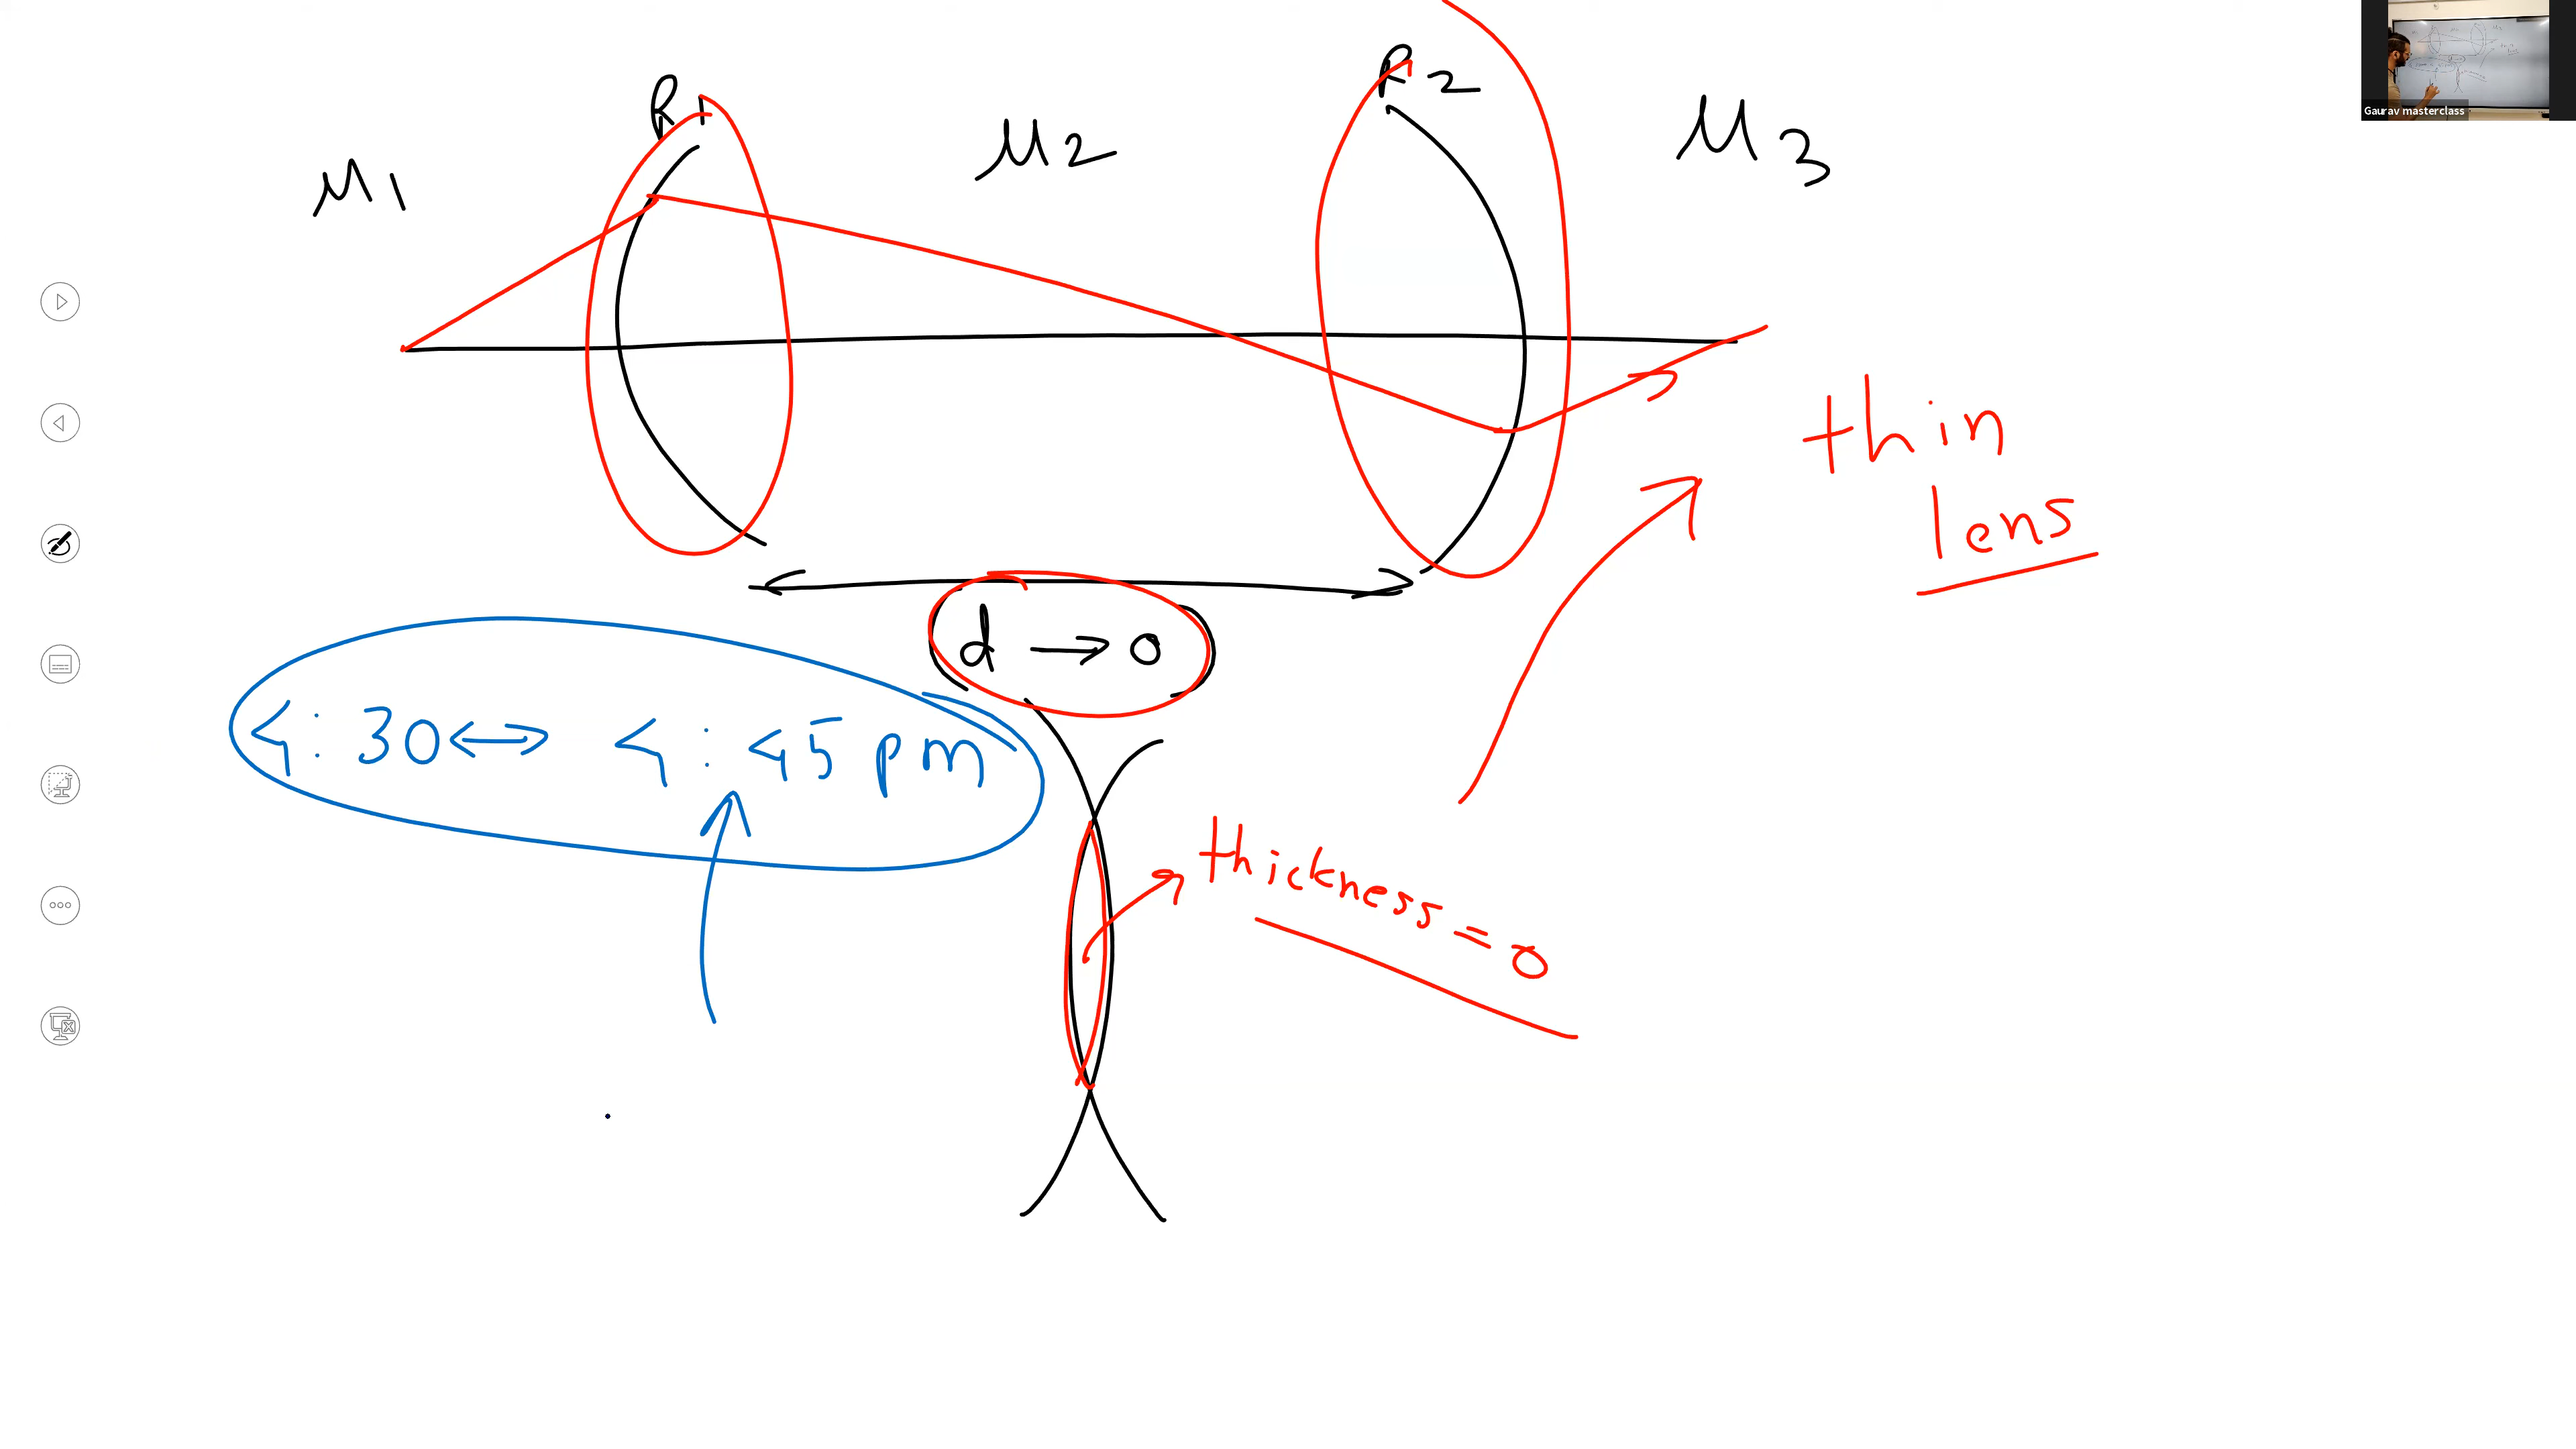 R1
R2
μ1
μ2
μ3
thin
lens
d → 0
4:30 ↔ 4:45 pm
thickness = 0
Gaurav masterclass